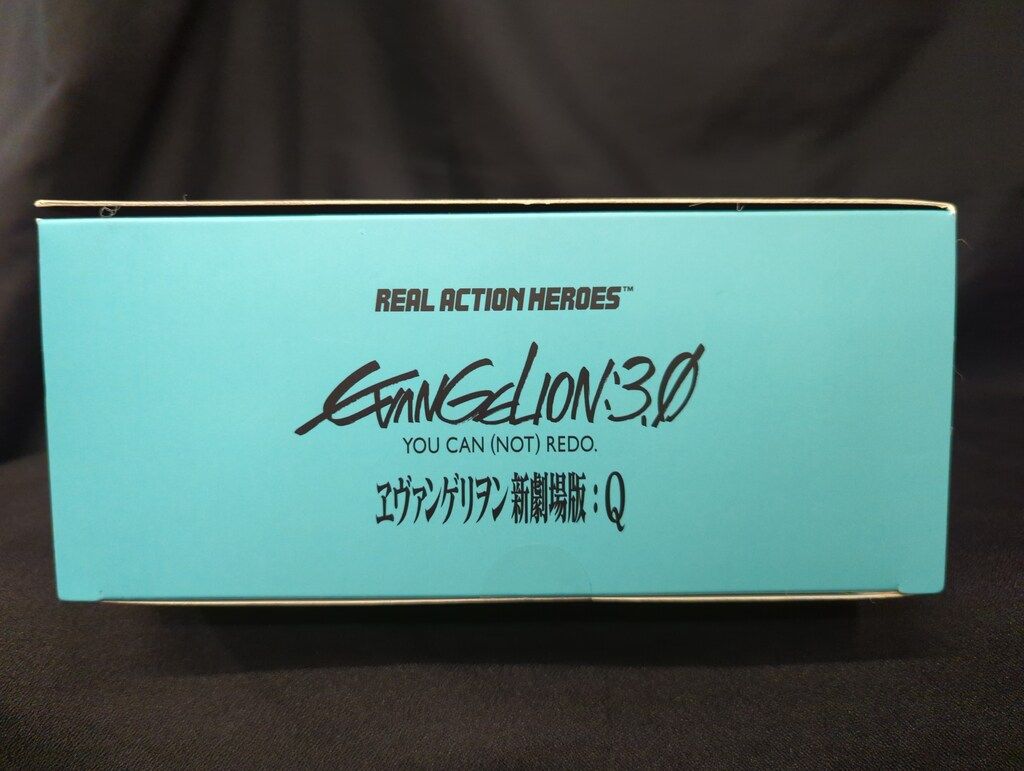 REAL ACTION HEROES™
EVANGELION:3.0
YOU CAN (NOT) REDO.
ヱヴァンゲリヲン新劇場版：Q